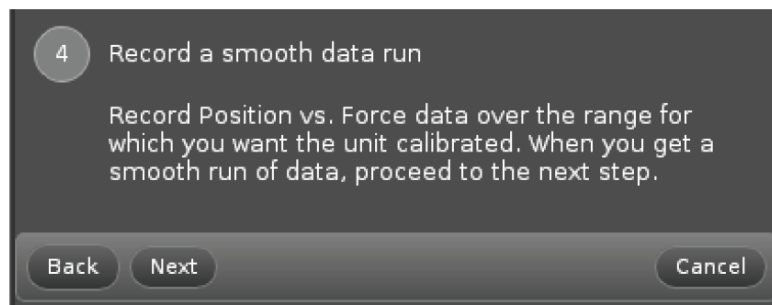 4 Record a smooth data run
Record Position vs. Force data over the range for
which you want the unit calibrated. When you get a
smooth run of data, proceed to the next step.
Back Next Cancel